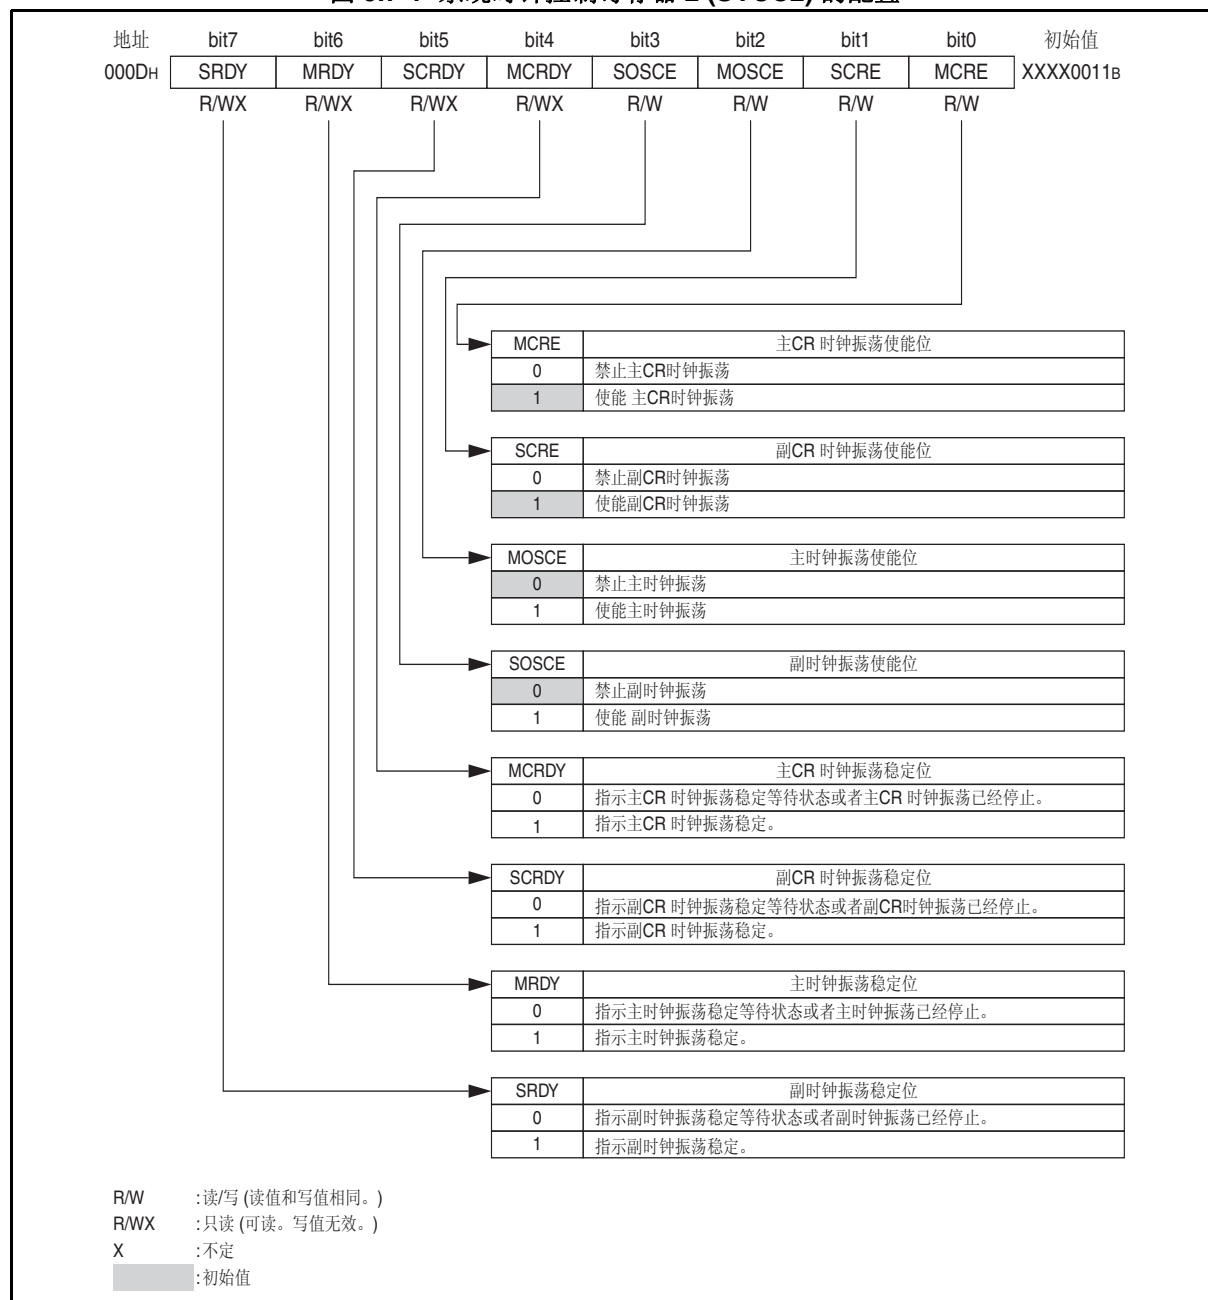 地址 bit7 bit6 bit5 bit4 bit3 bit2 bit1 bit0 初始值
000DH SRDY MRDY SCRDY MCRDY SOSCE MOSCE SCRE MCRE XXXX0011B
R/WX R/WX R/WX R/WX R/W R/W R/W R/W
MCRE 主CR 时钟振荡使能位
0 禁止主CR时钟振荡
1 使能 主CR时钟振荡
SCRE 副CR 时钟振荡使能位
0 禁止副CR时钟振荡
1 使能副CR时钟振荡
MOSCE 主时钟振荡使能位
0 禁止主时钟振荡
1 使能主时钟振荡
SOSCE 副时钟振荡使能位
0 禁止副时钟振荡
1 使能 副时钟振荡
MCRDY 主CR 时钟振荡稳定位
0 指示主CR 时钟振荡稳定等待状态或者主CR 时钟振荡已经停止。
1 指示主CR 时钟振荡稳定。
SCRDY 副CR 时钟振荡稳定位
0 指示副CR 时钟振荡稳定等待状态或者副CR时钟振荡已经停止。
1 指示副CR 时钟振荡稳定。
MRDY 主时钟振荡稳定位
0 指示主时钟振荡稳定等待状态或者主时钟振荡已经停止。
1 指示主时钟振荡稳定。
SRDY 副时钟振荡稳定位
0 指示副时钟振荡稳定等待状态或者副时钟振荡已经停止。
1 指示副时钟振荡稳定。
R/W :读/写 (读值和写值相同。)
R/WX :只读 (可读。写值无效。)
X :不定
:初始值